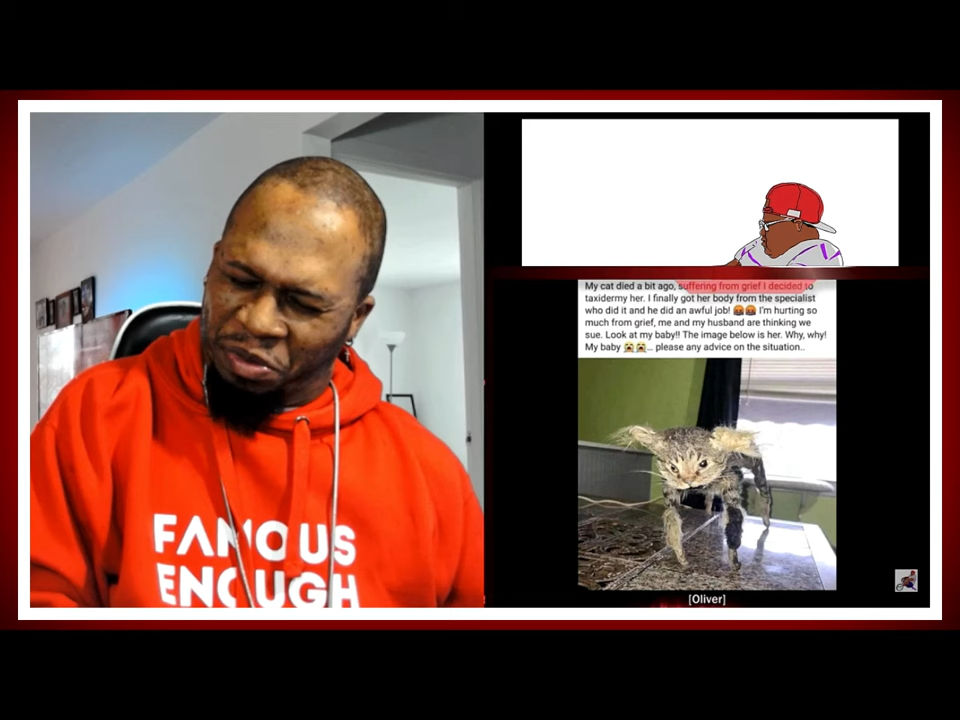 FAMOUS
ENOUGH
My cat died a bit ago, suffering from grief I decided to
taxidermy her. I finally got her body from the specialist
who did it and he did an awful job! 😡😡 I'm hurting so
much from grief, me and my husband are thinking we
sue. Look at my baby!! The image below is her. Why, why!
My baby 😭😭... please any advice on the situation..
[Oliver]